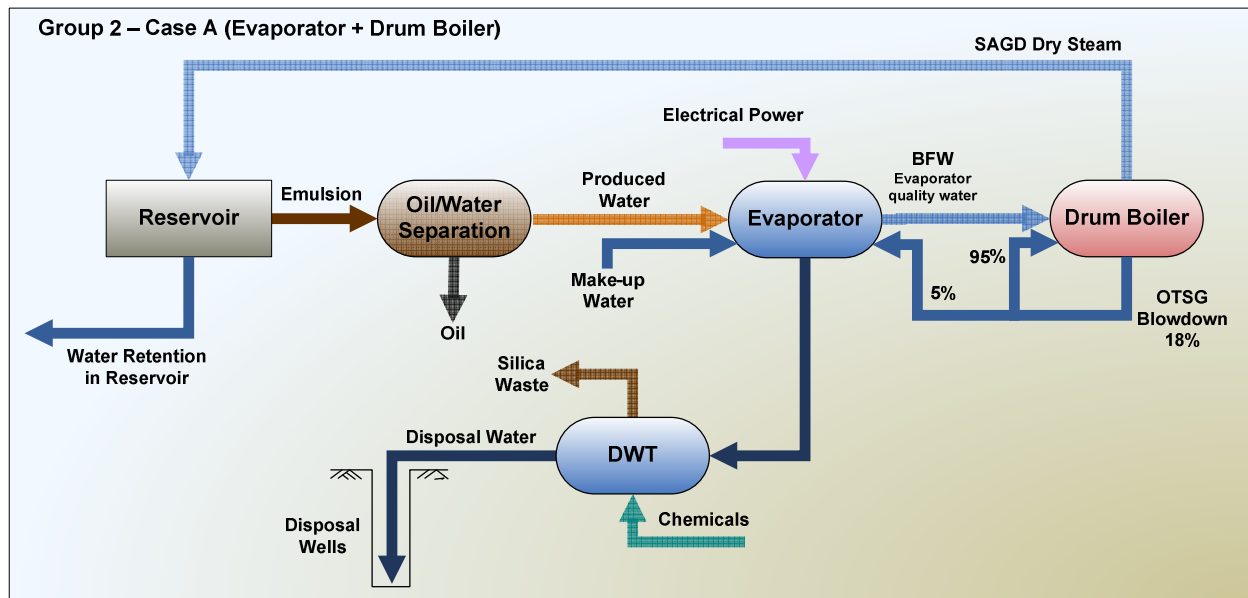 Group 2 – Case A (Evaporator + Drum Boiler)
SAGD Dry Steam
Electrical Power
BFW
Evaporator
quality water
Emulsion
Produced
Water
Reservoir
Oil/Water
Separation
Evaporator
Drum Boiler
Make-up
Water
95%
5%
OTSG
Blowdown
18%
Oil
Water Retention
in Reservoir
Silica
Waste
Disposal Water
DWT
Disposal
Wells
Chemicals